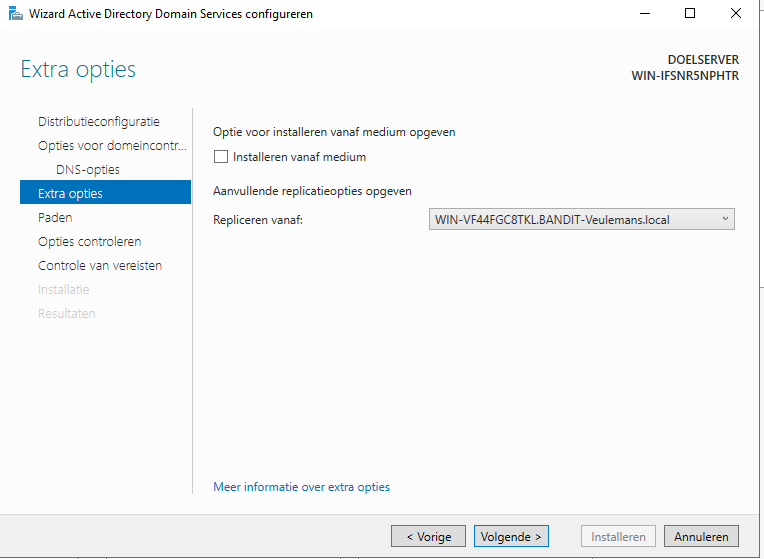 Wizard Active Directory Domain Services configureren
Extra opties
DOELSERVER
WIN-IFSNR5NPHTR
Distributieconfiguratie
Opties voor domeincontr...
DNS-opties
Extra opties
Paden
Opties controleren
Controle van vereisten
Installatie
Resultaten
Optie voor installeren vanaf medium opgeven
Installeren vanaf medium
Aanvullende replicatieopties opgeven
Repliceren vanaf: WIN-VF44FGC8TKL.BANDIT-Veulemans.local
Meer informatie over extra opties
< Vorige Volgende > Installeren Annuleren